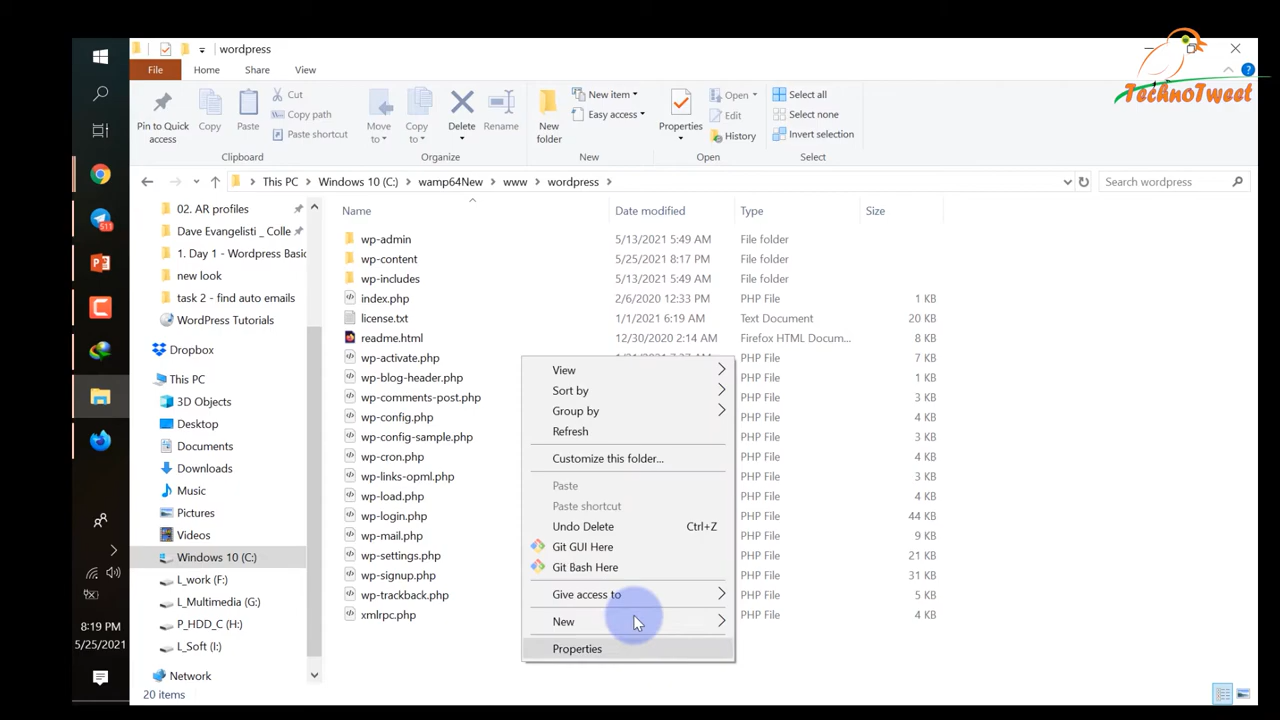 wordpress
TechnoTweet
File Home Share View
Pin to Quick access
Copy
Paste
Cut
Copy path
Paste shortcut
Clipboard
Move to
Copy to
Delete
Rename
Organize
New folder
New item
Easy access
New
Properties
Open
Edit
History
Open
Select all
Select none
Invert selection
Select
This PC Windows 10 (C:) wamp64New www wordpress
Search wordpress
Name Date modified Type Size
02. AR profiles
Dave Evangelisti _ Colle
1. Day 1 - Wordpress Basic
new look
task 2 - find auto emails
WordPress Tutorials
Dropbox
This PC
3D Objects
Desktop
Documents
Downloads
Music
Pictures
Videos
Windows 10 (C:)
L_work (F:)
L_Multimedia (G:)
P_HDD_C (H:)
L_Soft (I:)
Network
wp-admin 5/13/2021 5:49 AM File folder
wp-content 5/25/2021 8:17 PM File folder
wp-includes 5/13/2021 5:49 AM File folder
index.php 2/6/2020 12:33 PM PHP File 1 KB
license.txt 1/1/2021 6:19 AM Text Document 20 KB
readme.html 12/30/2020 2:14 AM Firefox HTML Docum... 8 KB
wp-activate.php PHP File 7 KB
wp-blog-header.php PHP File 1 KB
wp-comments-post.php PHP File 3 KB
wp-config.php PHP File 4 KB
wp-config-sample.php PHP File 3 KB
wp-cron.php PHP File 4 KB
wp-links-opml.php PHP File 3 KB
wp-load.php PHP File 4 KB
wp-login.php PHP File 44 KB
wp-mail.php PHP File 9 KB
wp-settings.php PHP File 21 KB
wp-signup.php PHP File 31 KB
wp-trackback.php PHP File 5 KB
xmlrpc.php PHP File 4 KB
View
Sort by
Group by
Refresh
Customize this folder...
Paste
Paste shortcut
Undo Delete Ctrl+Z
Git GUI Here
Git Bash Here
Give access to
New
Properties
8:19 PM
5/25/2021
20 items